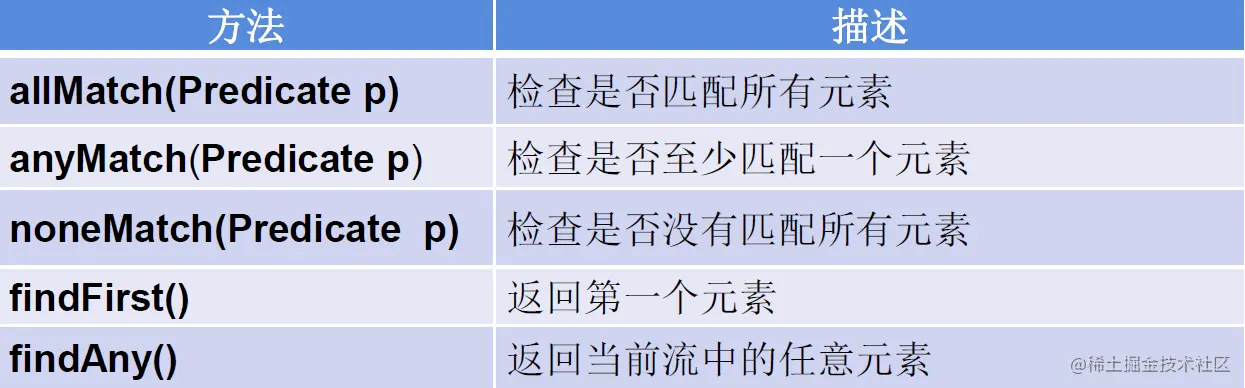 方法 描述
allMatch(Predicate p) 检查是否匹配所有元素
anyMatch(Predicate p) 检查是否至少匹配一个元素
noneMatch(Predicate  p) 检查是否没有匹配所有元素
findFirst() 返回第一个元素
findAny() 返回当前流中的任意元素
@稀土掘金技术社区